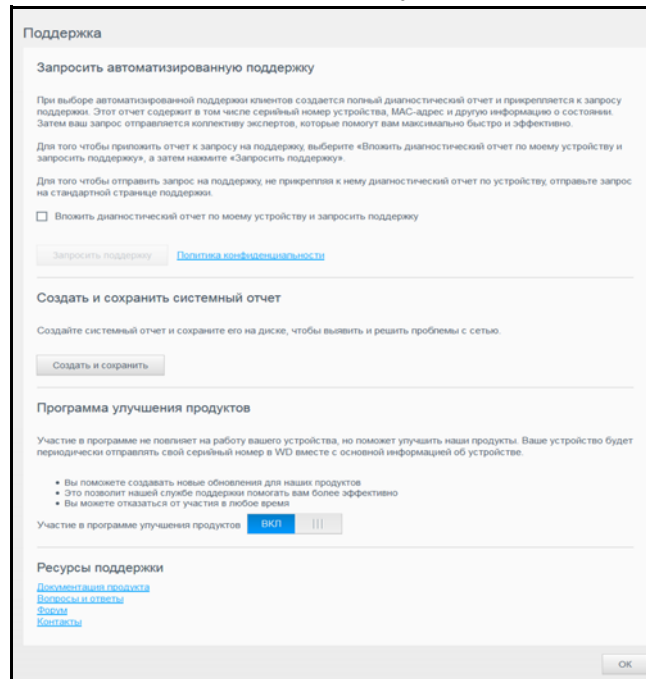 Поддержка
Запросить автоматизированную поддержку
При выборе автоматизированной поддержки клиентов создается полный диагностический отчет и прикрепляется к запросу
поддержки. Этот отчет содержит в том числе серийный номер устройства, MAC-адрес и другую информацию о состоянии.
Затем ваш запрос отправляется коллективу экспертов, которые помогут вам максимально быстро и эффективно.
Для того чтобы приложить отчет к запросу на поддержку, выберите «Вложить диагностический отчет по моему устройству и
запросить поддержку», а затем нажмите «Запросить поддержку».
Для того чтобы отправить запрос на поддержку, не прикрепляя к нему диагностический отчет по устройству, отправьте запрос
на стандартной странице поддержки.
Вложить диагностический отчет по моему устройству и запросить поддержку
Запросить поддержку Политика конфиденциальности
Создать и сохранить системный отчет
Создайте системный отчет и сохраните его на диске, чтобы выявить и решить проблемы с сетью.
Создать и сохранить
Программа улучшения продуктов
Участие в программе не повлияет на работу вашего устройства, но поможет улучшить наши продукты. Ваше устройство будет
периодически отправлять свой серийный номер в WD вместе с основной информацией об устройстве.
• Вы поможете создавать новые обновления для наших продуктов
• Это позволит нашей службе поддержки помогать вам более эффективно
• Вы можете отказаться от участия в любое время
Участие в программе улучшения продуктов ВКЛ
Ресурсы поддержки
Документация продукта
Вопросы и ответы
Форум
Контакты
ОК